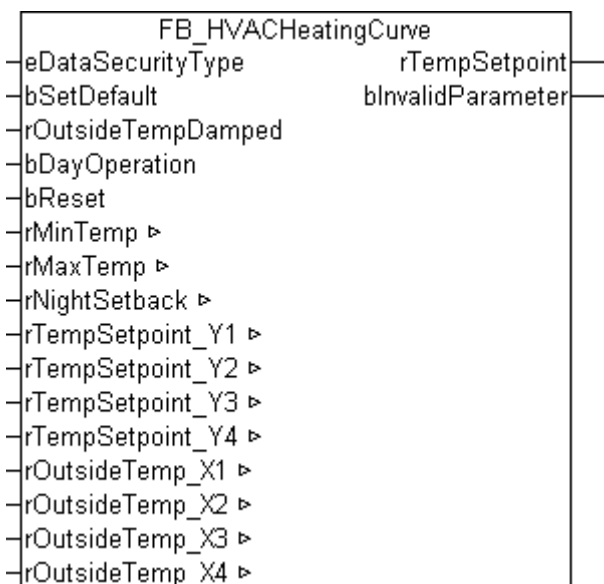 FB_HVACHeatingCurve
eDataSecurityType rTempSetpoint
bSetDefault bInvalidParameter
rOutsideTempDamped
bDayOperation
bReset
rMinTemp
rMaxTemp
rNightSetback
rTempSetpoint_Y1
rTempSetpoint_Y2
rTempSetpoint_Y3
rTempSetpoint_Y4
rOutsideTemp_X1
rOutsideTemp_X2
rOutsideTemp_X3
rOutsideTemp_X4